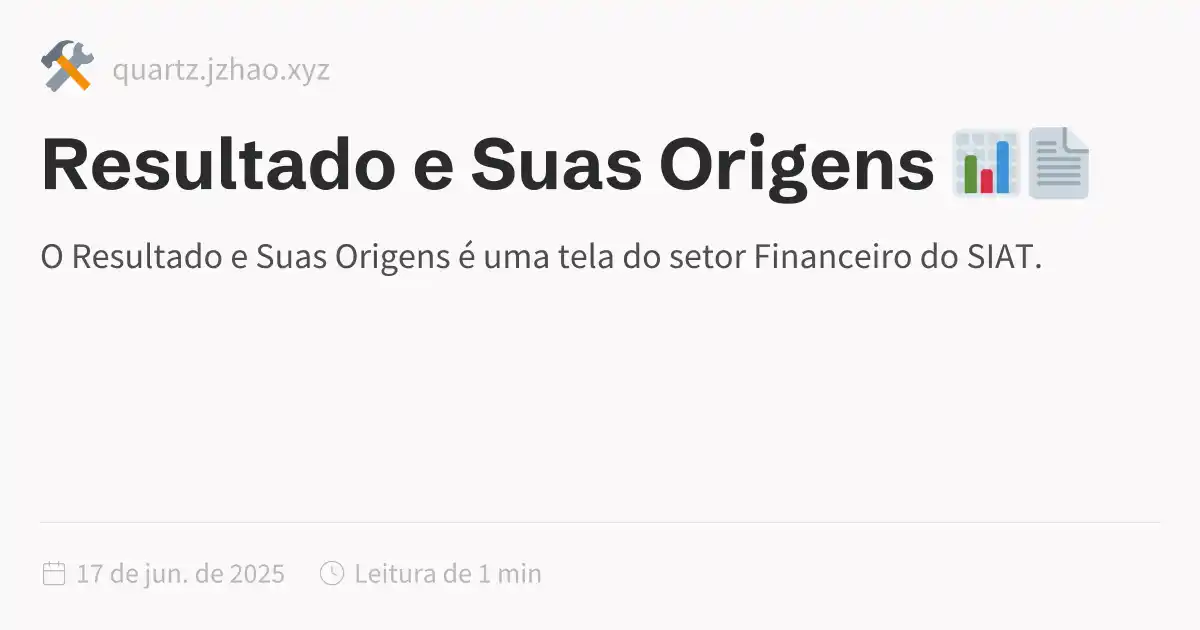 quartz.jzhao.xyz
Resultado e Suas Origens 📊📄
O Resultado e Suas Origens é uma tela do setor Financeiro do SIAT.
17 de jun. de 2025 Leitura de 1 min